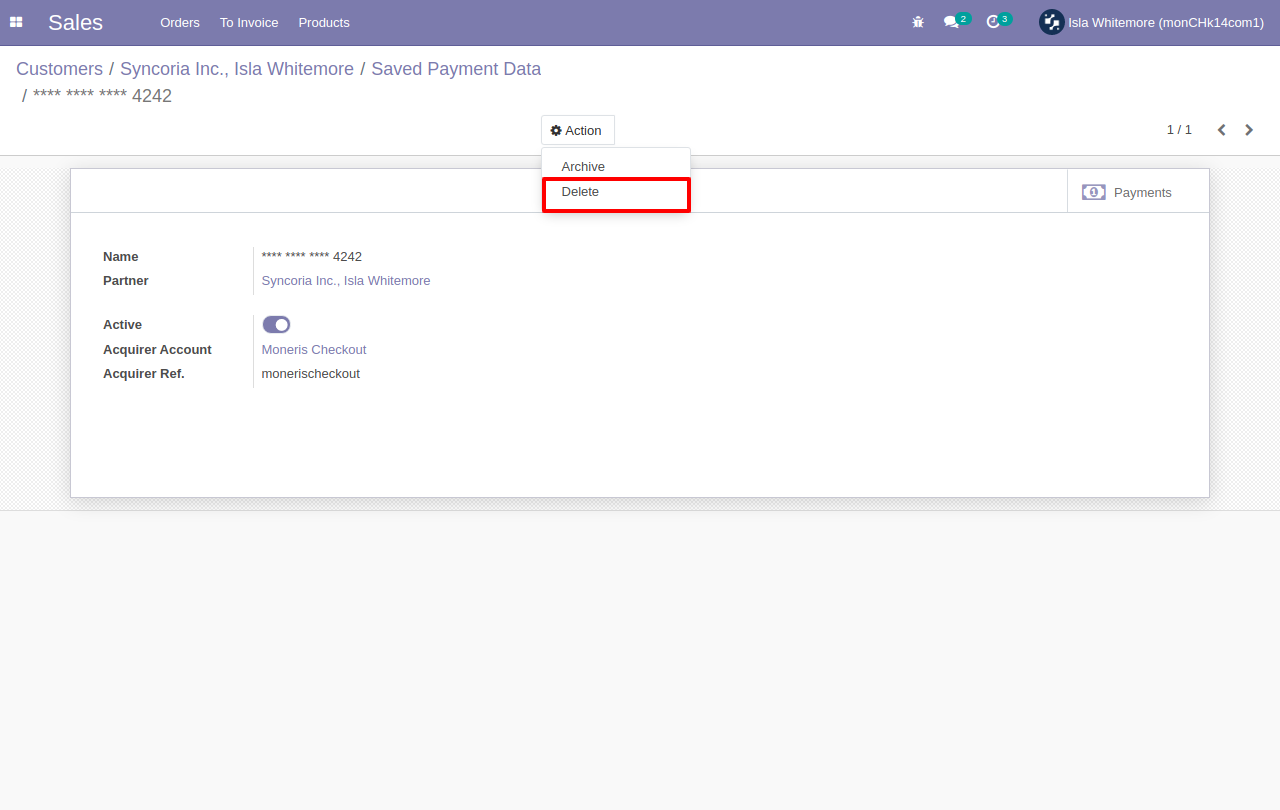 Sales Orders To Invoice Products 2 3 Isla Whitemore (monCHk14com1)
Customers / Syncoria Inc., Isla Whitemore / Saved Payment Data
/ **** **** **** 4242
Action 1 / 1
Archive
Delete
1 Payments
Name **** **** **** 4242
Partner Syncoria Inc., Isla Whitemore
Active
Acquirer Account Moneris Checkout
Acquirer Ref. monerischeckout